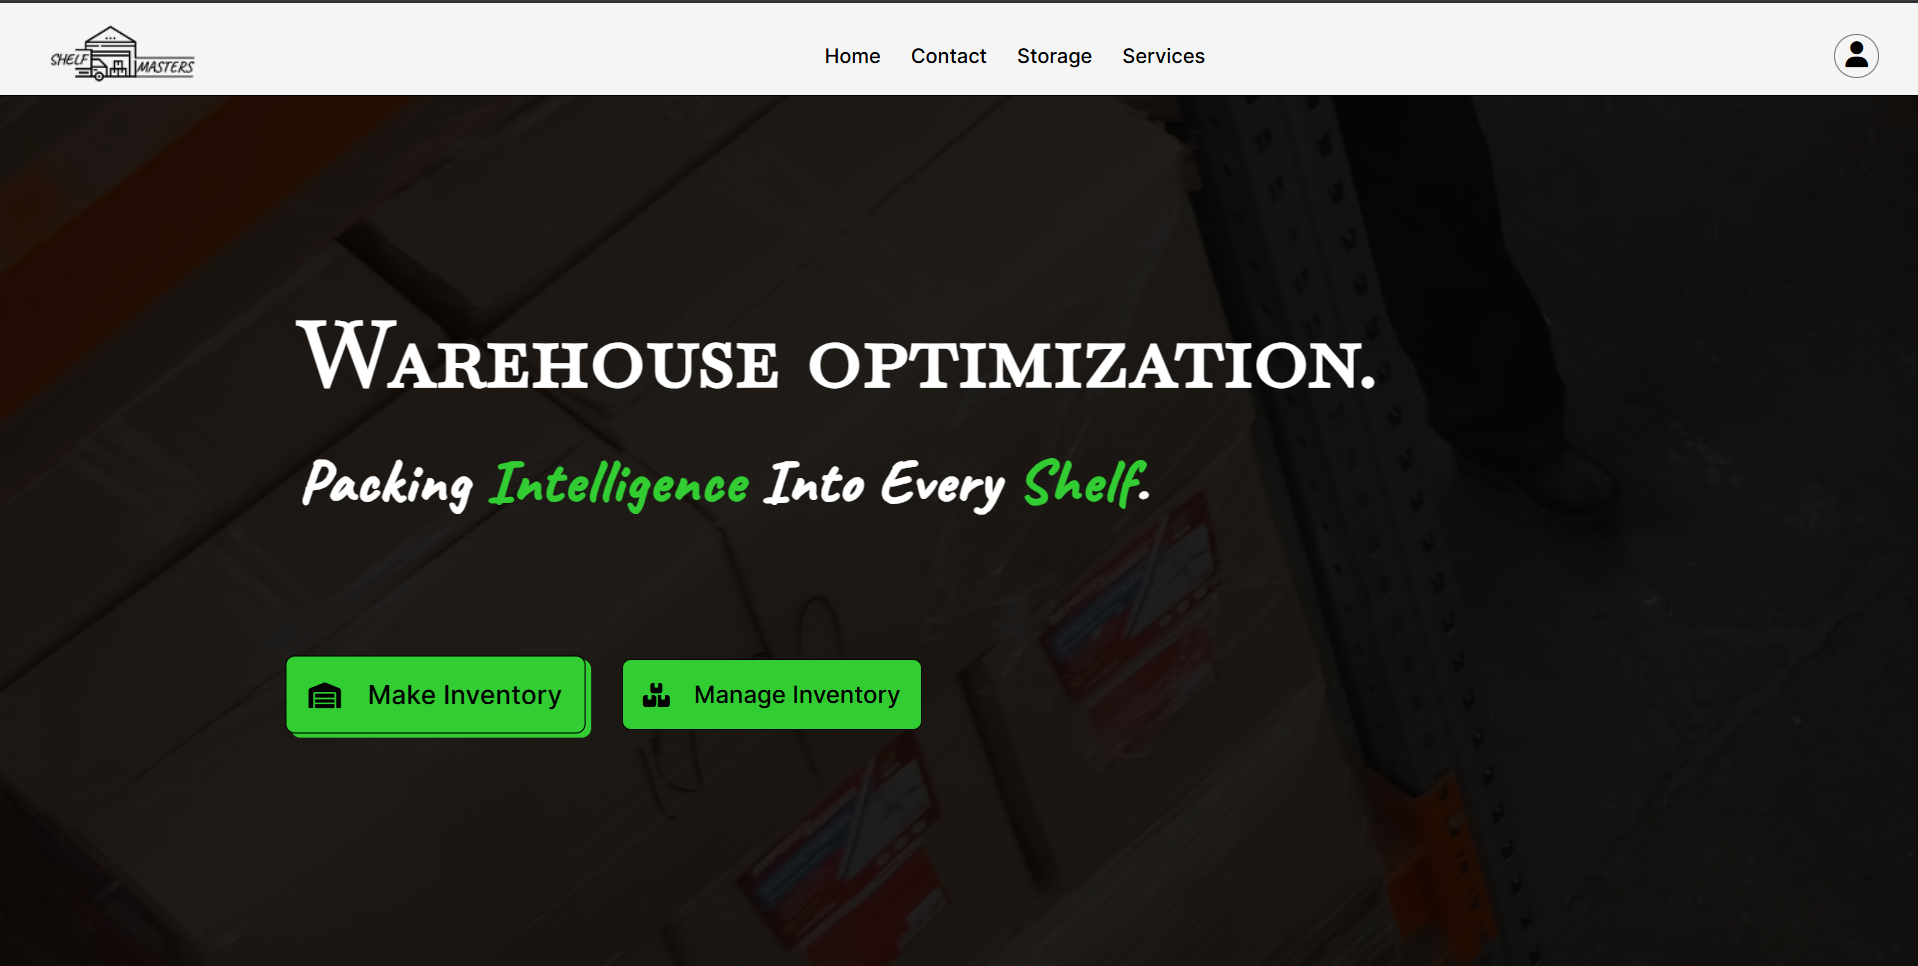 SHELF
MASTERS
Home Contact Storage Services
Warehouse optimization.
Packing Intelligence Into Every Shelf.
Make Inventory
Manage Inventory